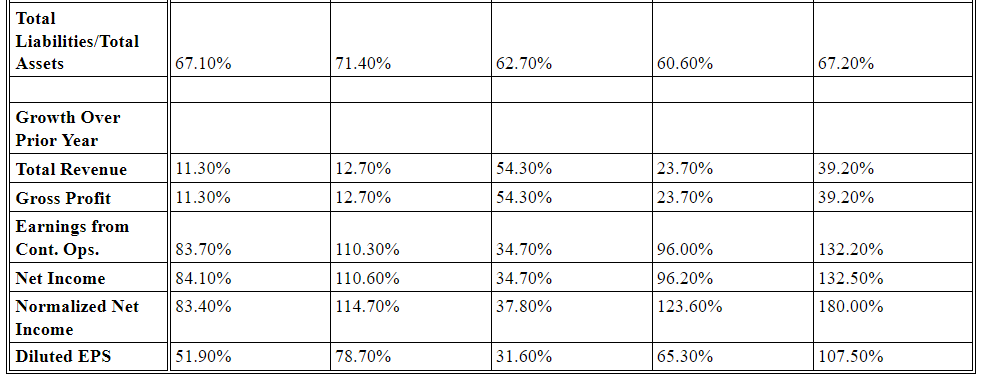 Total
Liabilities/Total
Assets 67.10% 71.40% 62.70% 60.60% 67.20%
Growth Over
Prior Year
Total Revenue 11.30% 12.70% 54.30% 23.70% 39.20%
Gross Profit 11.30% 12.70% 54.30% 23.70% 39.20%
Earnings from
Cont. Ops. 83.70% 110.30% 34.70% 96.00% 132.20%
Net Income 84.10% 110.60% 34.70% 96.20% 132.50%
Normalized Net 83.40% 114.70% 37.80% 123.60% 180.00%
Income
Diluted EPS 51.90% 78.70% 31.60% 65.30% 107.50%